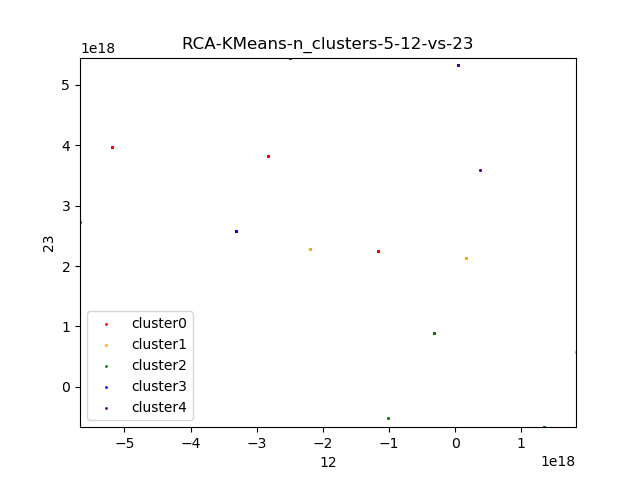 RCA-KMeans-n_clusters-5-12-vs-23
1e18
5
4
3
2
1
0
23
cluster0
cluster1
cluster2
cluster3
cluster4
−5 −4 −3 −2 −1 0 1
12
1e18